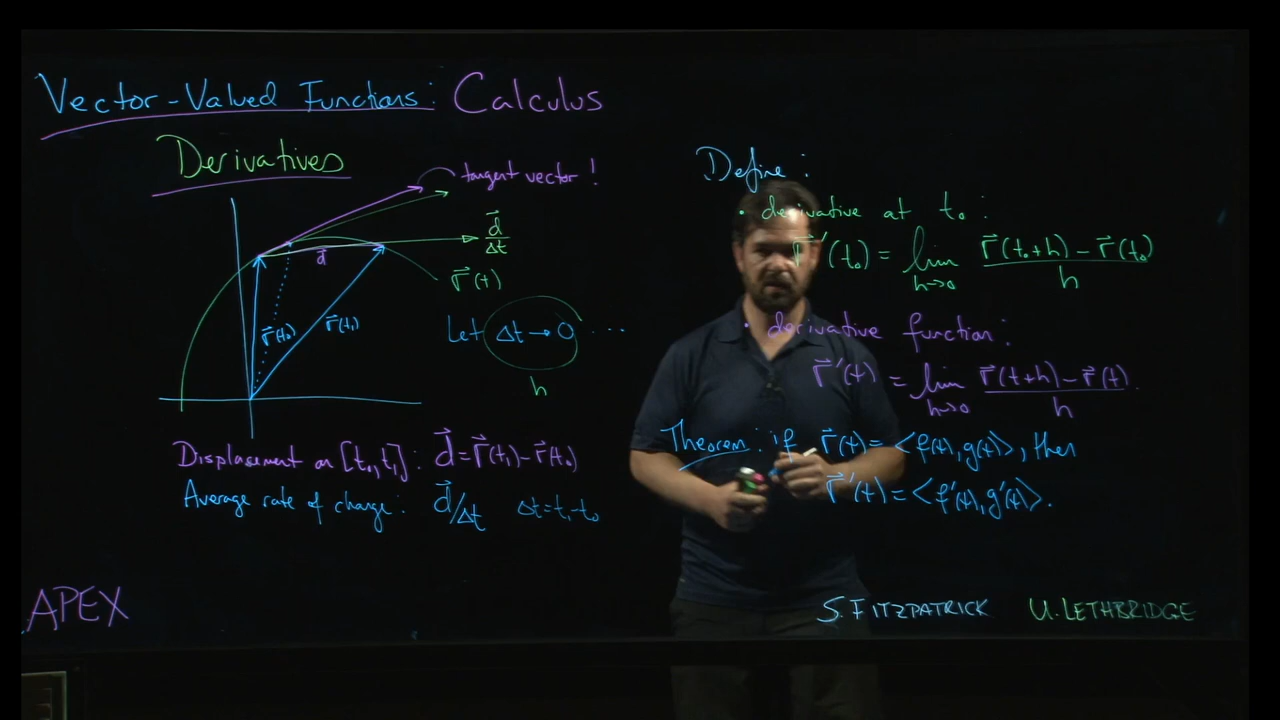 Vector-Valued Functions: Calculus
Derivatives
tangent vector!
d⃗/Δt
d⃗
r⃗(t)
r⃗(t₀)
r⃗(t₁)
Let Δt → 0 ...
h
Displacement on [t₀,t₁]: d⃗ = r⃗(t₁) - r⃗(t₀)
Average rate of change: d⃗/Δt Δt = t₁-t₀
Define:
• derivative at t₀:
r⃗'(t₀) = lim h→0 (r⃗(t₀+h) - r⃗(t₀))/h
• derivative function:
r⃗'(t) = lim h→0 (r⃗(t+h) - r⃗(t))/h.
Theorem: if r⃗(t) = <f(t), g(t)>, then
r⃗'(t) = <f'(t), g'(t)>.
APEX
S. FITZPATRICK U. LETHBRIDGE